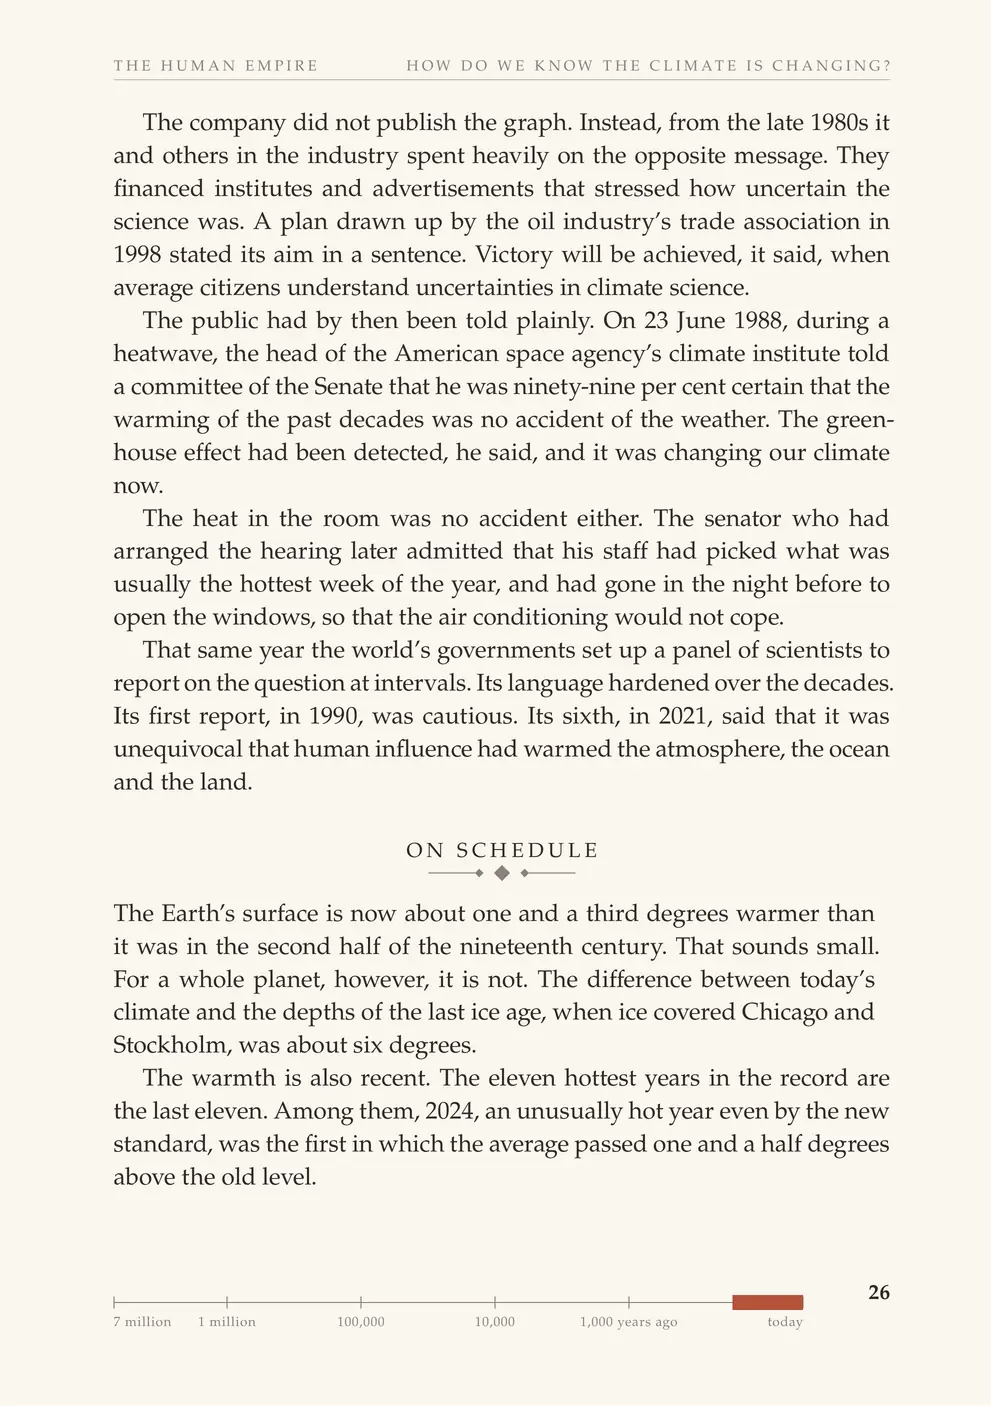 THE HUMAN EMPIRE HOW DO WE KNOW THE CLIMATE IS CHANGING?
The company did not publish the graph. Instead, from the late 1980s it
and others in the industry spent heavily on the opposite message. They
financed institutes and advertisements that stressed how uncertain the
science was. A plan drawn up by the oil industry’s trade association in
1998 stated its aim in a sentence. Victory will be achieved, it said, when
average citizens understand uncertainties in climate science.
The public had by then been told plainly. On 23 June 1988, during a
heatwave, the head of the American space agency’s climate institute told
a committee of the Senate that he was ninety-nine per cent certain that the
warming of the past decades was no accident of the weather. The green-
house effect had been detected, he said, and it was changing our climate
now.
The heat in the room was no accident either. The senator who had
arranged the hearing later admitted that his staff had picked what was
usually the hottest week of the year, and had gone in the night before to
open the windows, so that the air conditioning would not cope.
That same year the world’s governments set up a panel of scientists to
report on the question at intervals. Its language hardened over the decades.
Its first report, in 1990, was cautious. Its sixth, in 2021, said that it was
unequivocal that human influence had warmed the atmosphere, the ocean
and the land.
ON SCHEDULE
The Earth’s surface is now about one and a third degrees warmer than
it was in the second half of the nineteenth century. That sounds small.
For a whole planet, however, it is not. The difference between today’s
climate and the depths of the last ice age, when ice covered Chicago and
Stockholm, was about six degrees.
The warmth is also recent. The eleven hottest years in the record are
the last eleven. Among them, 2024, an unusually hot year even by the new
standard, was the first in which the average passed one and a half degrees
above the old level.
26
7 million 1 million 100,000 10,000 1,000 years ago today